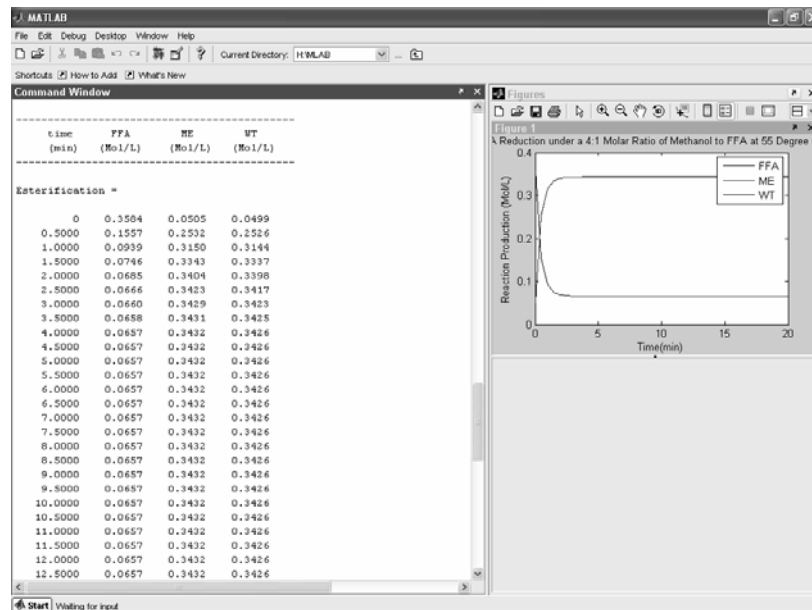 MATLAB
File Edit Debug Desktop Window Help
Current Directory: H:\MLAB
Shortcuts How to Add What's New
Command Window
time FFA ME WT
(min) (Mol/L) (Mol/L) (Mol/L)
Esterification =
0 0.3584 0.0505 0.0499
0.5000 0.1557 0.2532 0.2526
1.0000 0.0939 0.3150 0.3144
1.5000 0.0746 0.3343 0.3337
2.0000 0.0685 0.3404 0.3398
2.5000 0.0666 0.3423 0.3417
3.0000 0.0660 0.3429 0.3423
3.5000 0.0658 0.3431 0.3425
4.0000 0.0657 0.3432 0.3426
4.5000 0.0657 0.3432 0.3426
5.0000 0.0657 0.3432 0.3426
5.5000 0.0657 0.3432 0.3426
6.0000 0.0657 0.3432 0.3426
6.5000 0.0657 0.3432 0.3426
7.0000 0.0657 0.3432 0.3426
7.5000 0.0657 0.3432 0.3426
8.0000 0.0657 0.3432 0.3426
8.5000 0.0657 0.3432 0.3426
9.0000 0.0657 0.3432 0.3426
9.5000 0.0657 0.3432 0.3426
10.0000 0.0657 0.3432 0.3426
10.5000 0.0657 0.3432 0.3426
11.0000 0.0657 0.3432 0.3426
11.5000 0.0657 0.3432 0.3426
12.0000 0.0657 0.3432 0.3426
12.5000 0.0657 0.3432 0.3426
Figures
Figure 1
A Reduction under a 4:1 Molar Ratio of Methanol to FFA at 55 Degree
Reaction Production (Mol/L)
0.4
0.3
0.2
0.1
0
FFA
ME
WT
0 5 10 15 20
Time(min)
Start Waiting for input